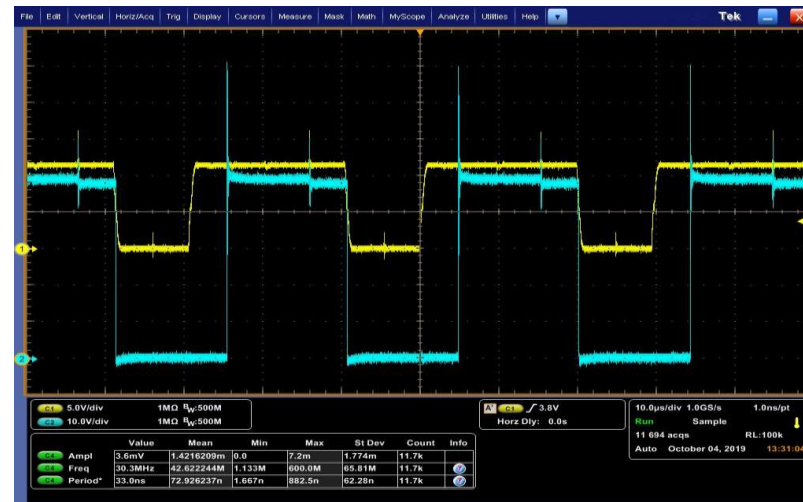 File Edit Vertical Horiz/Acq Trig Display Cursors Measure Mask Math MyScope Analyze Utilities Help Tek
1
2
C1 5.0V/div 1MΩ BW:500M
C2 10.0V/div 1MΩ BW:500M
A' C1 3.8V
Horz Dly: 0.0s
10.0µs/div 1.0GS/s 1.0ns/pt
Run Sample
11 694 acqs RL:100k
Auto October 04, 2019 13:31:04
Value Mean Min Max St Dev Count Info
C4 Ampl 3.6mV 1.4216209m 0.0 7.2m 1.774m 11.7k
C4 Freq 30.3MHz 42.622244M 1.133M 600.0M 65.81M 11.7k
C4 Period* 33.0ns 72.926237n 1.667n 882.5n 62.28n 11.7k